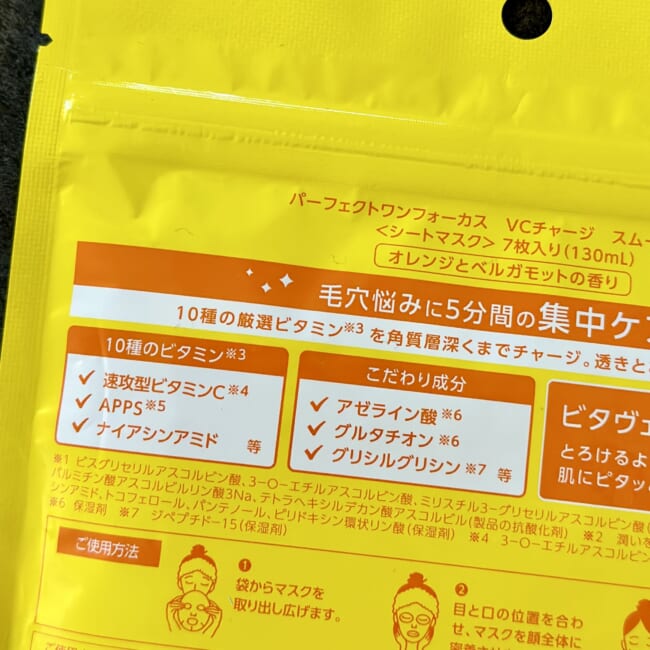 パーフェクトワンフォーカス　VCチャージ　スムー
<シートマスク> 7枚入り(130mL)
オレンジとベルガモットの香り
毛穴悩みに5分間の集中ケ
10種の厳選ビタミン※3を角質層深くまでチャージ。透きと
10種のビタミン※3
✓ 速攻型ビタミンC※4
✓ APPS※5
✓ ナイアシンアミド 等
こだわり成分
✓ アゼライン酸※6
✓ グルタチオン※6
✓ グリシルグリシン※7 等
ビタヴェ
とろけるよ
肌にピタッ
※1 ビスグリセリルアスコルビン酸、3-O-エチルアスコルビン酸、ミリスチル3-グリセリルアスコルビン酸
パルミチン酸アスコルビルリン酸3Na、テトラヘキシルデカン酸アスコルビル(製品の抗酸化剤) ※2 潤い
シンアミド、トコフェロール、パンテノール、ピリドキシン環状リン酸(保湿剤) ※4 3-O-エチルアスコルビン
※6 保湿剤 ※7 ジペプチド-15(保湿剤)
ご使用方法
1
袋からマスクを
取り出し広げます。
2
目と口の位置を合わ
せ、マスクを顔全体に